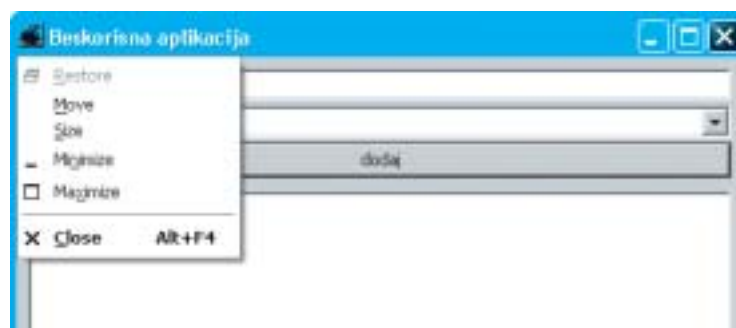 Beskorisna aplikacija
Restore
Move
Size
Minimize
Maximize
Close Alt+F4
dodaj